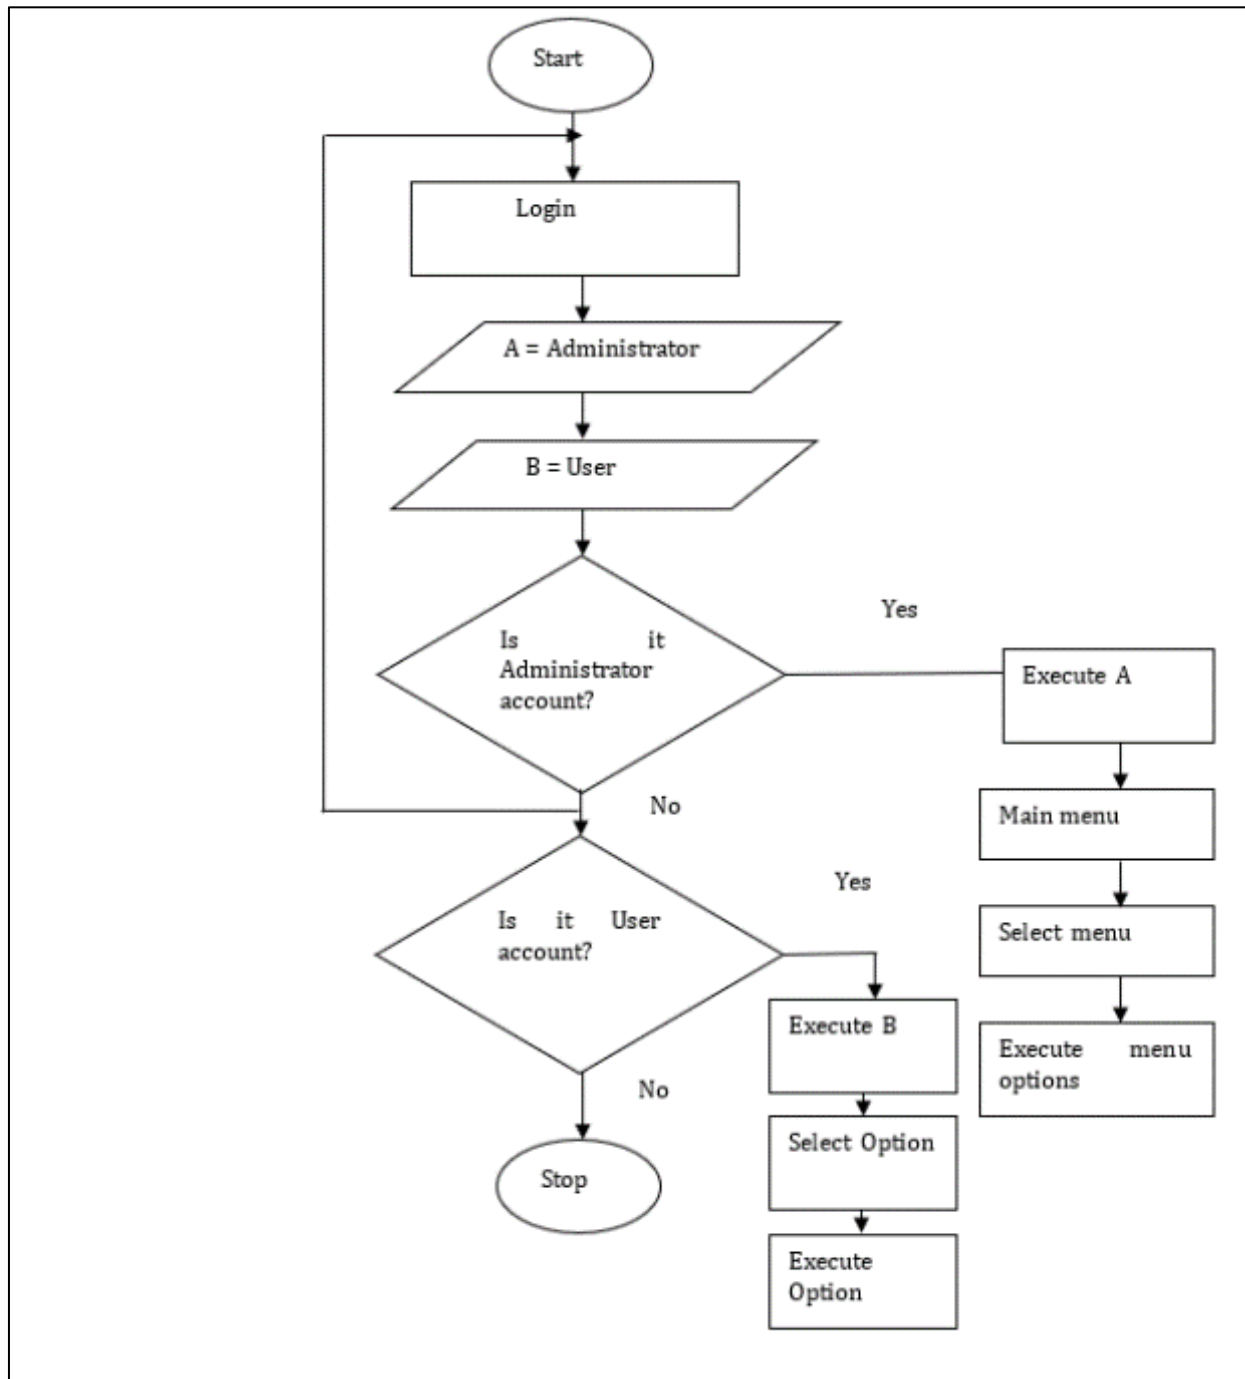 Start
Login
A = Administrator
B = User
Is it
Administrator
account?
Yes
Execute A
Main menu
Select menu
Execute menu
options
No
Is it User
account?
Yes
Execute B
Select Option
Execute
Option
No
Stop